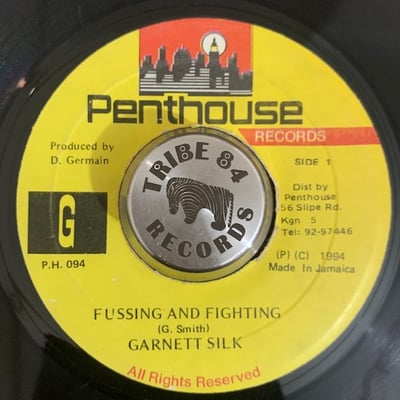 Penthouse
RECORDS
Produced by
D. Germain
SIDE 1
TRIBE 84
RECORDS
G
Dist by
Penthouse
56 Slipe Rd.
Kgn 5
Tel: 92-97446
P.H. 094
(P) (C) 1994
Made In Jamaica
FUSSING AND FIGHTING
(G. Smith)
GARNETT SILK
All Rights Reserved